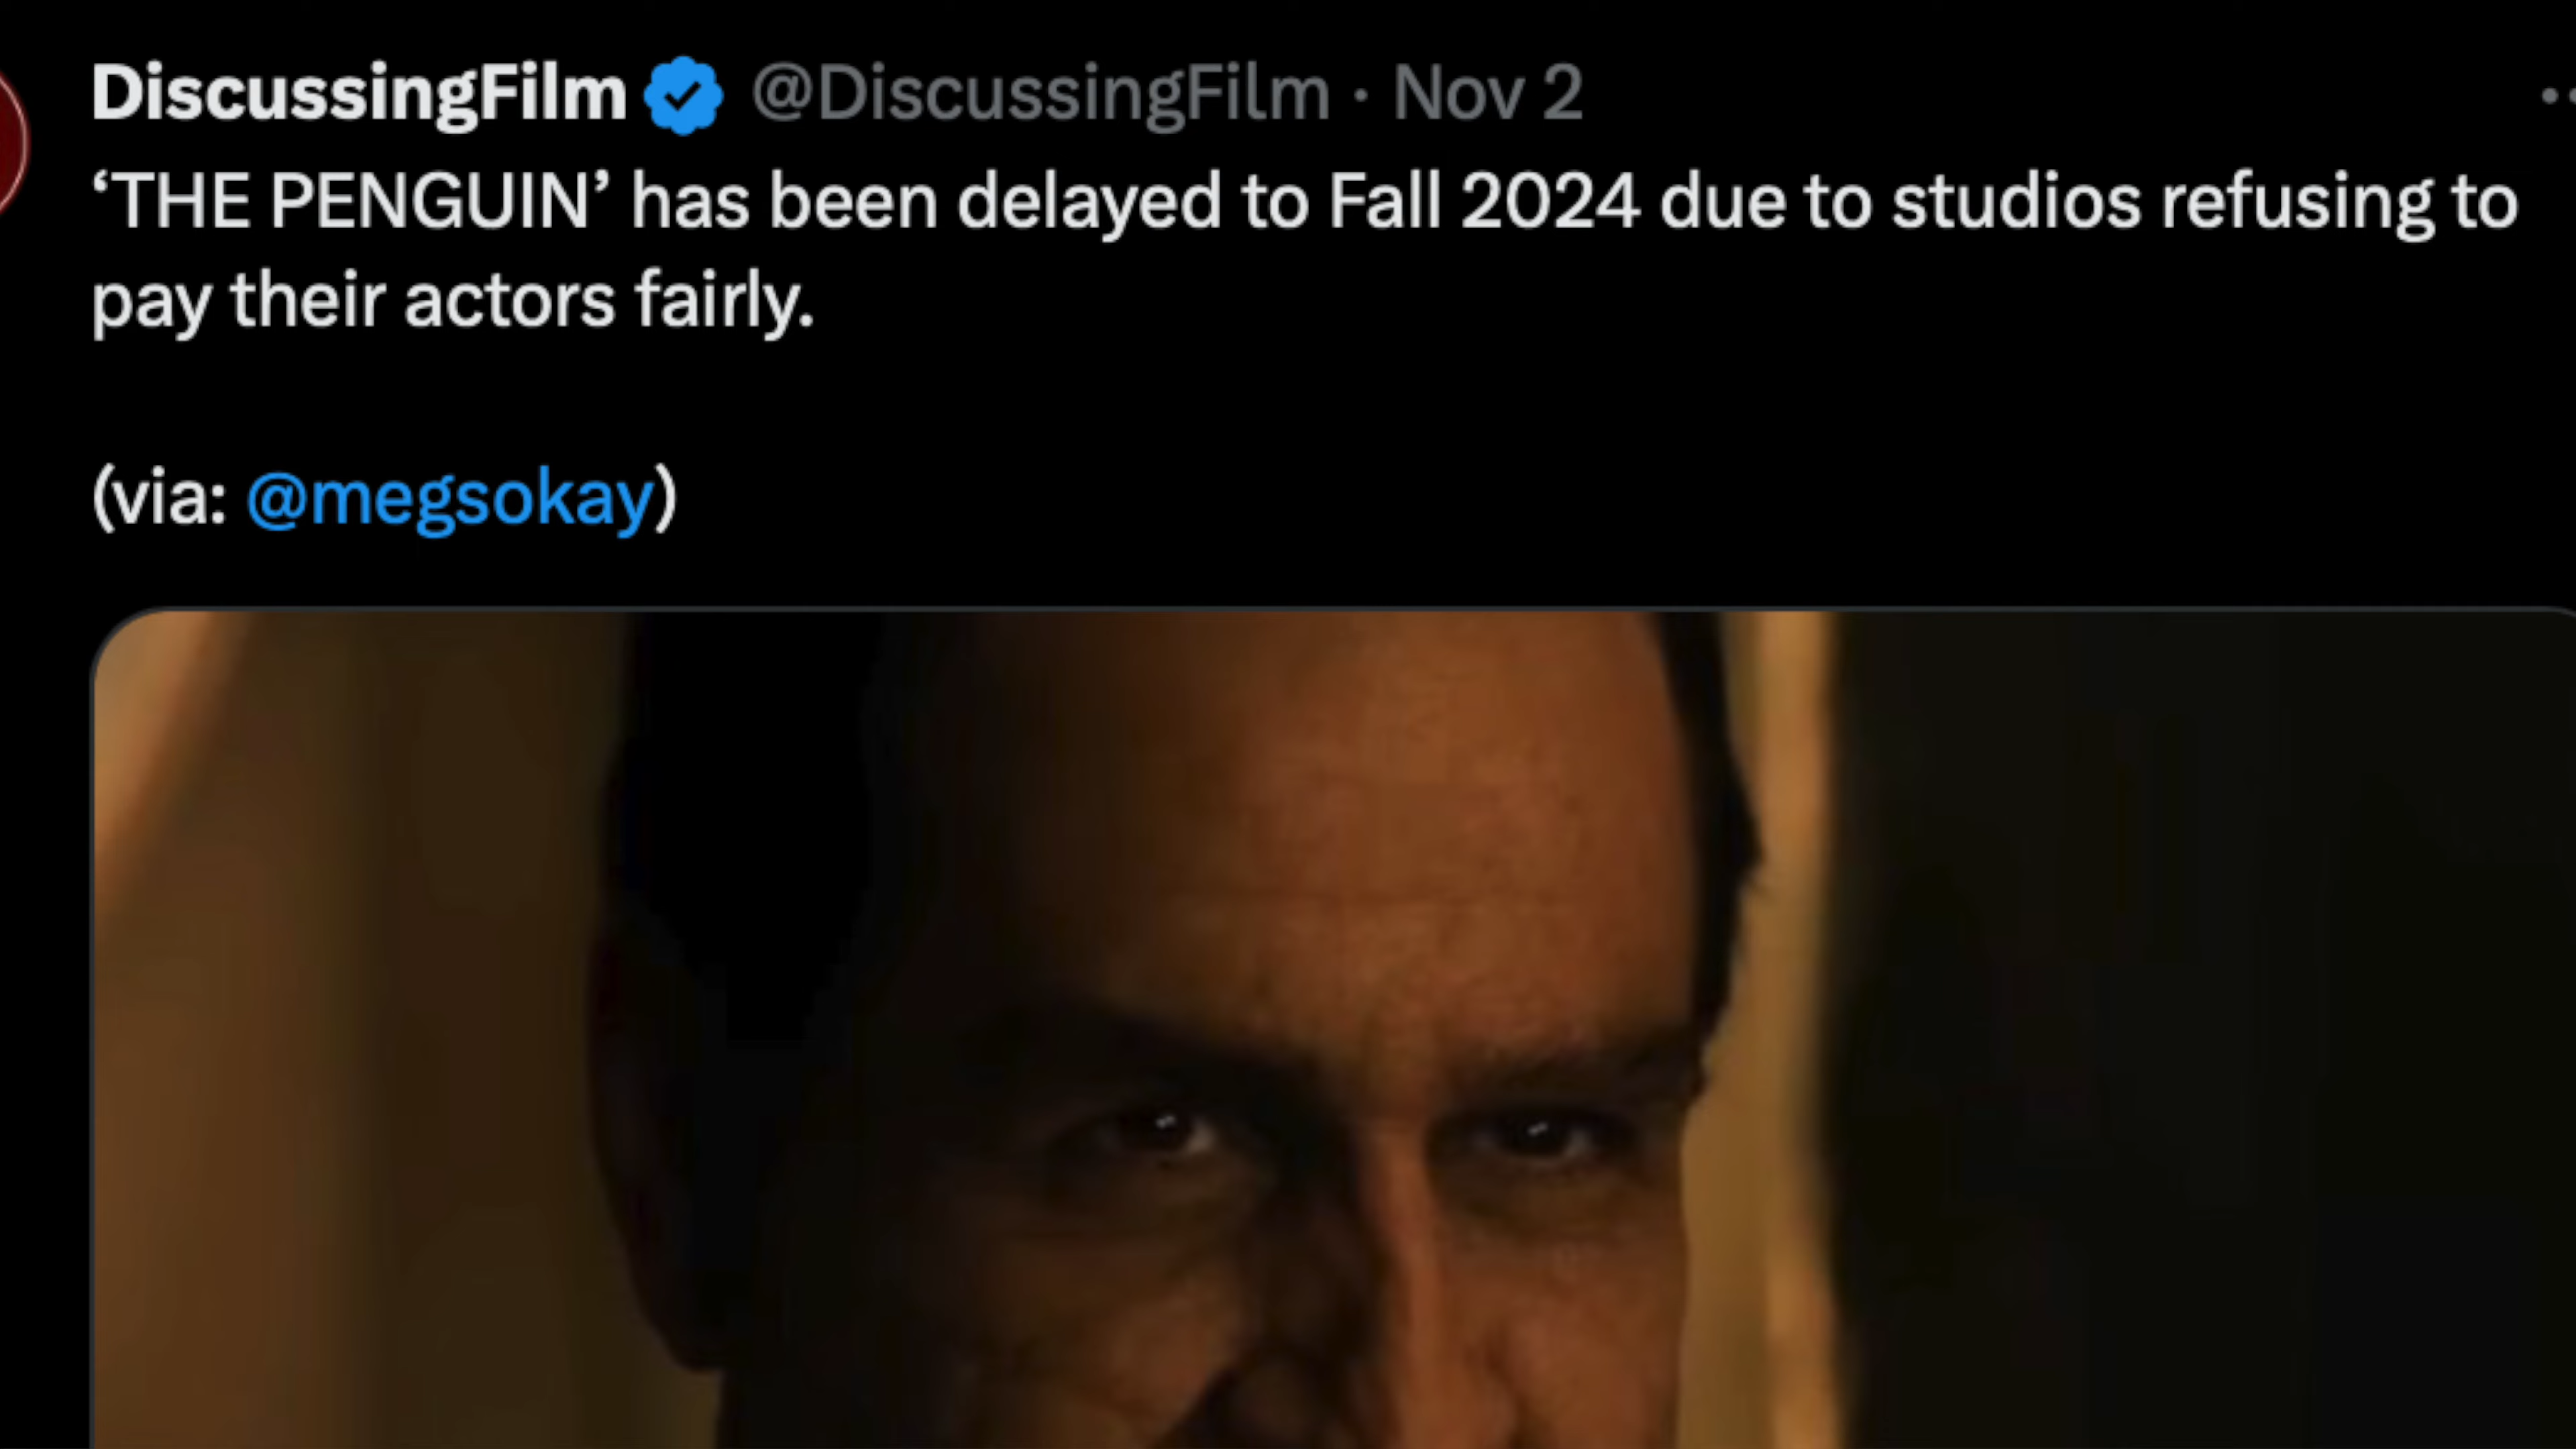 DiscussingFilm @DiscussingFilm · Nov 2
‘THE PENGUIN’ has been delayed to Fall 2024 due to studios refusing to
pay their actors fairly.
(via: @megsokay)